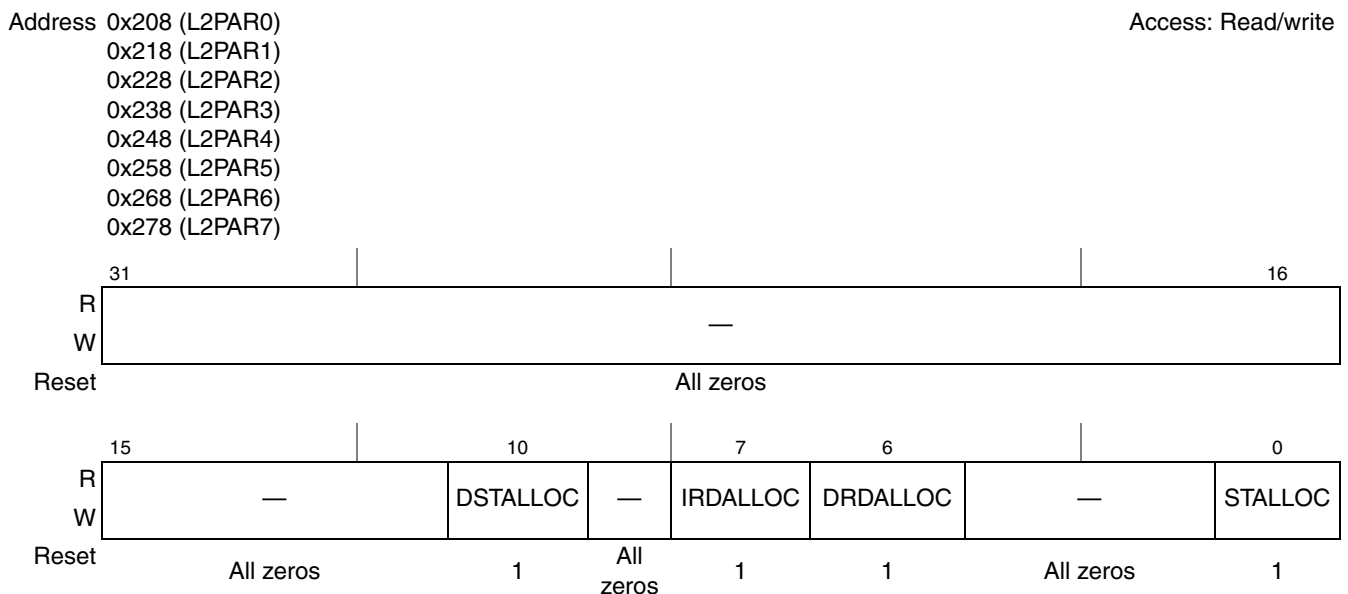 Address 0x208 (L2PAR0) Access: Read/write
0x218 (L2PAR1)
0x228 (L2PAR2)
0x238 (L2PAR3)
0x248 (L2PAR4)
0x258 (L2PAR5)
0x268 (L2PAR6)
0x278 (L2PAR7)
31 16
R
—
W
Reset All zeros
15 10 7 6 0
R
— DSTALLOC — IRDALLOC DRDALLOC — STALLOC
W
Reset All zeros 1 All zeros 1 1 All zeros 1